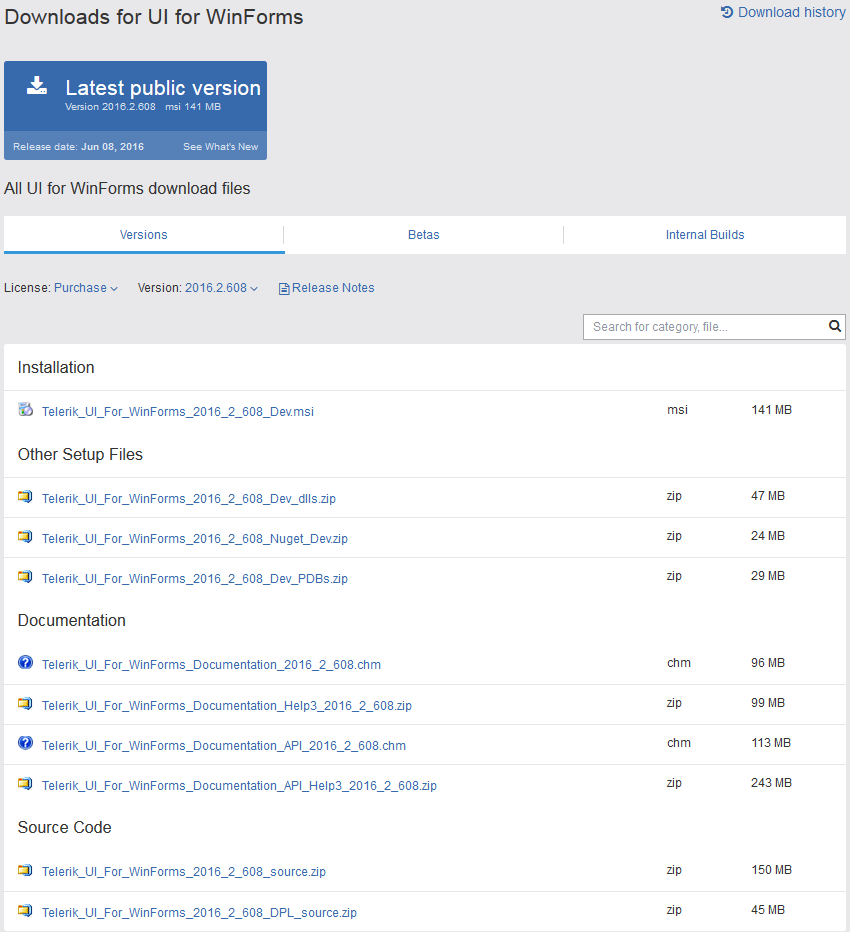 Downloads for UI for WinForms
Download history
Latest public version
Version 2016.2.608 msi 141 MB
Release date: Jun 08, 2016 See What's New
All UI for WinForms download files
Versions Betas Internal Builds
License: Purchase Version: 2016.2.608 Release Notes
Search for category, file...
Installation
Telerik_UI_For_WinForms_2016_2_608_Dev.msi msi 141 MB
Other Setup Files
Telerik_UI_For_WinForms_2016_2_608_Dev_dlls.zip zip 47 MB
Telerik_UI_For_WinForms_2016_2_608_Nuget_Dev.zip zip 24 MB
Telerik_UI_For_WinForms_2016_2_608_Dev_PDBs.zip zip 29 MB
Documentation
Telerik_UI_For_WinForms_Documentation_2016_2_608.chm chm 96 MB
Telerik_UI_For_WinForms_Documentation_Help3_2016_2_608.zip zip 99 MB
Telerik_UI_For_WinForms_Documentation_API_2016_2_608.chm chm 113 MB
Telerik_UI_For_WinForms_Documentation_API_Help3_2016_2_608.zip zip 243 MB
Source Code
Telerik_UI_For_WinForms_2016_2_608_source.zip zip 150 MB
Telerik_UI_For_WinForms_2016_2_608_DPL_source.zip zip 45 MB